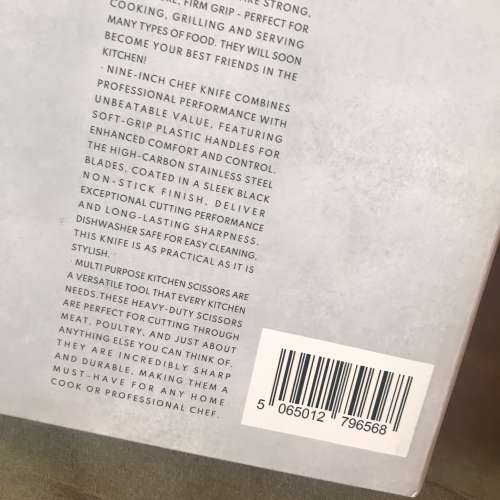 STRONG,
FIRM GRIP - PERFECT FOR
COOKING, GRILLING AND SERVING
MANY TYPES OF FOOD. THEY WILL SOON
BECOME YOUR BEST FRIENDS IN THE
KITCHEN!
· NINE-INCH CHEF KNIFE COMBINES
PROFESSIONAL PERFORMANCE WITH
UNBEATABLE VALUE, FEATURING
SOFT-GRIP PLASTIC HANDLES FOR
ENHANCED COMFORT AND CONTROL.
THE HIGH-CARBON STAINLESS STEEL
BLADES, COATED IN A SLEEK BLACK
NON-STICK FINISH, DELIVER
EXCEPTIONAL CUTTING PERFORMANCE
AND LONG-LASTING SHARPNESS.
DISHWASHER SAFE FOR EASY CLEANING,
THIS KNIFE IS AS PRACTICAL AS IT IS
STYLISH.
· MULTI PURPOSE KITCHEN SCISSORS ARE
A VERSATILE TOOL THAT EVERY KITCHEN
NEEDS.THESE HEAVY-DUTY SCISSORS
ARE PERFECT FOR CUTTING THROUGH
MEAT, POULTRY, AND JUST ABOUT
ANYTHING ELSE YOU CAN THINK OF.
THEY ARE INCREDIBLY SHARP
AND DURABLE, MAKING THEM A
MUST-HAVE FOR ANY HOME
COOK OR PROFESSIONAL CHEF.
5 065012 796568